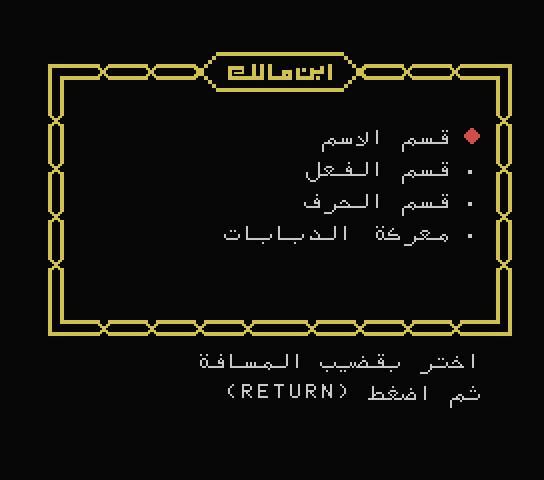 ابن مالك
قسم الاسم
قسم الفعل
قسم الحرف
معركة الدبابات
اختر بقضيب المسافة
ثم اضغط (RETURN)